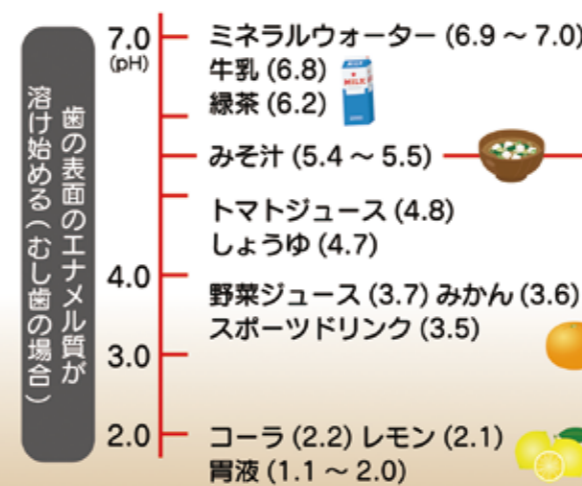 歯の表面のエナメル質が
溶け始める(むし歯の場合)
7.0
(pH)
ミネラルウォーター (6.9 ～ 7.0)
牛乳 (6.8)
MILK
緑茶 (6.2)
みそ汁 (5.4 ～ 5.5)
トマトジュース (4.8)
しょうゆ (4.7)
4.0
野菜ジュース (3.7) みかん (3.6)
スポーツドリンク (3.5)
3.0
2.0
コーラ (2.2) レモン (2.1)
胃液 (1.1 ～ 2.0)